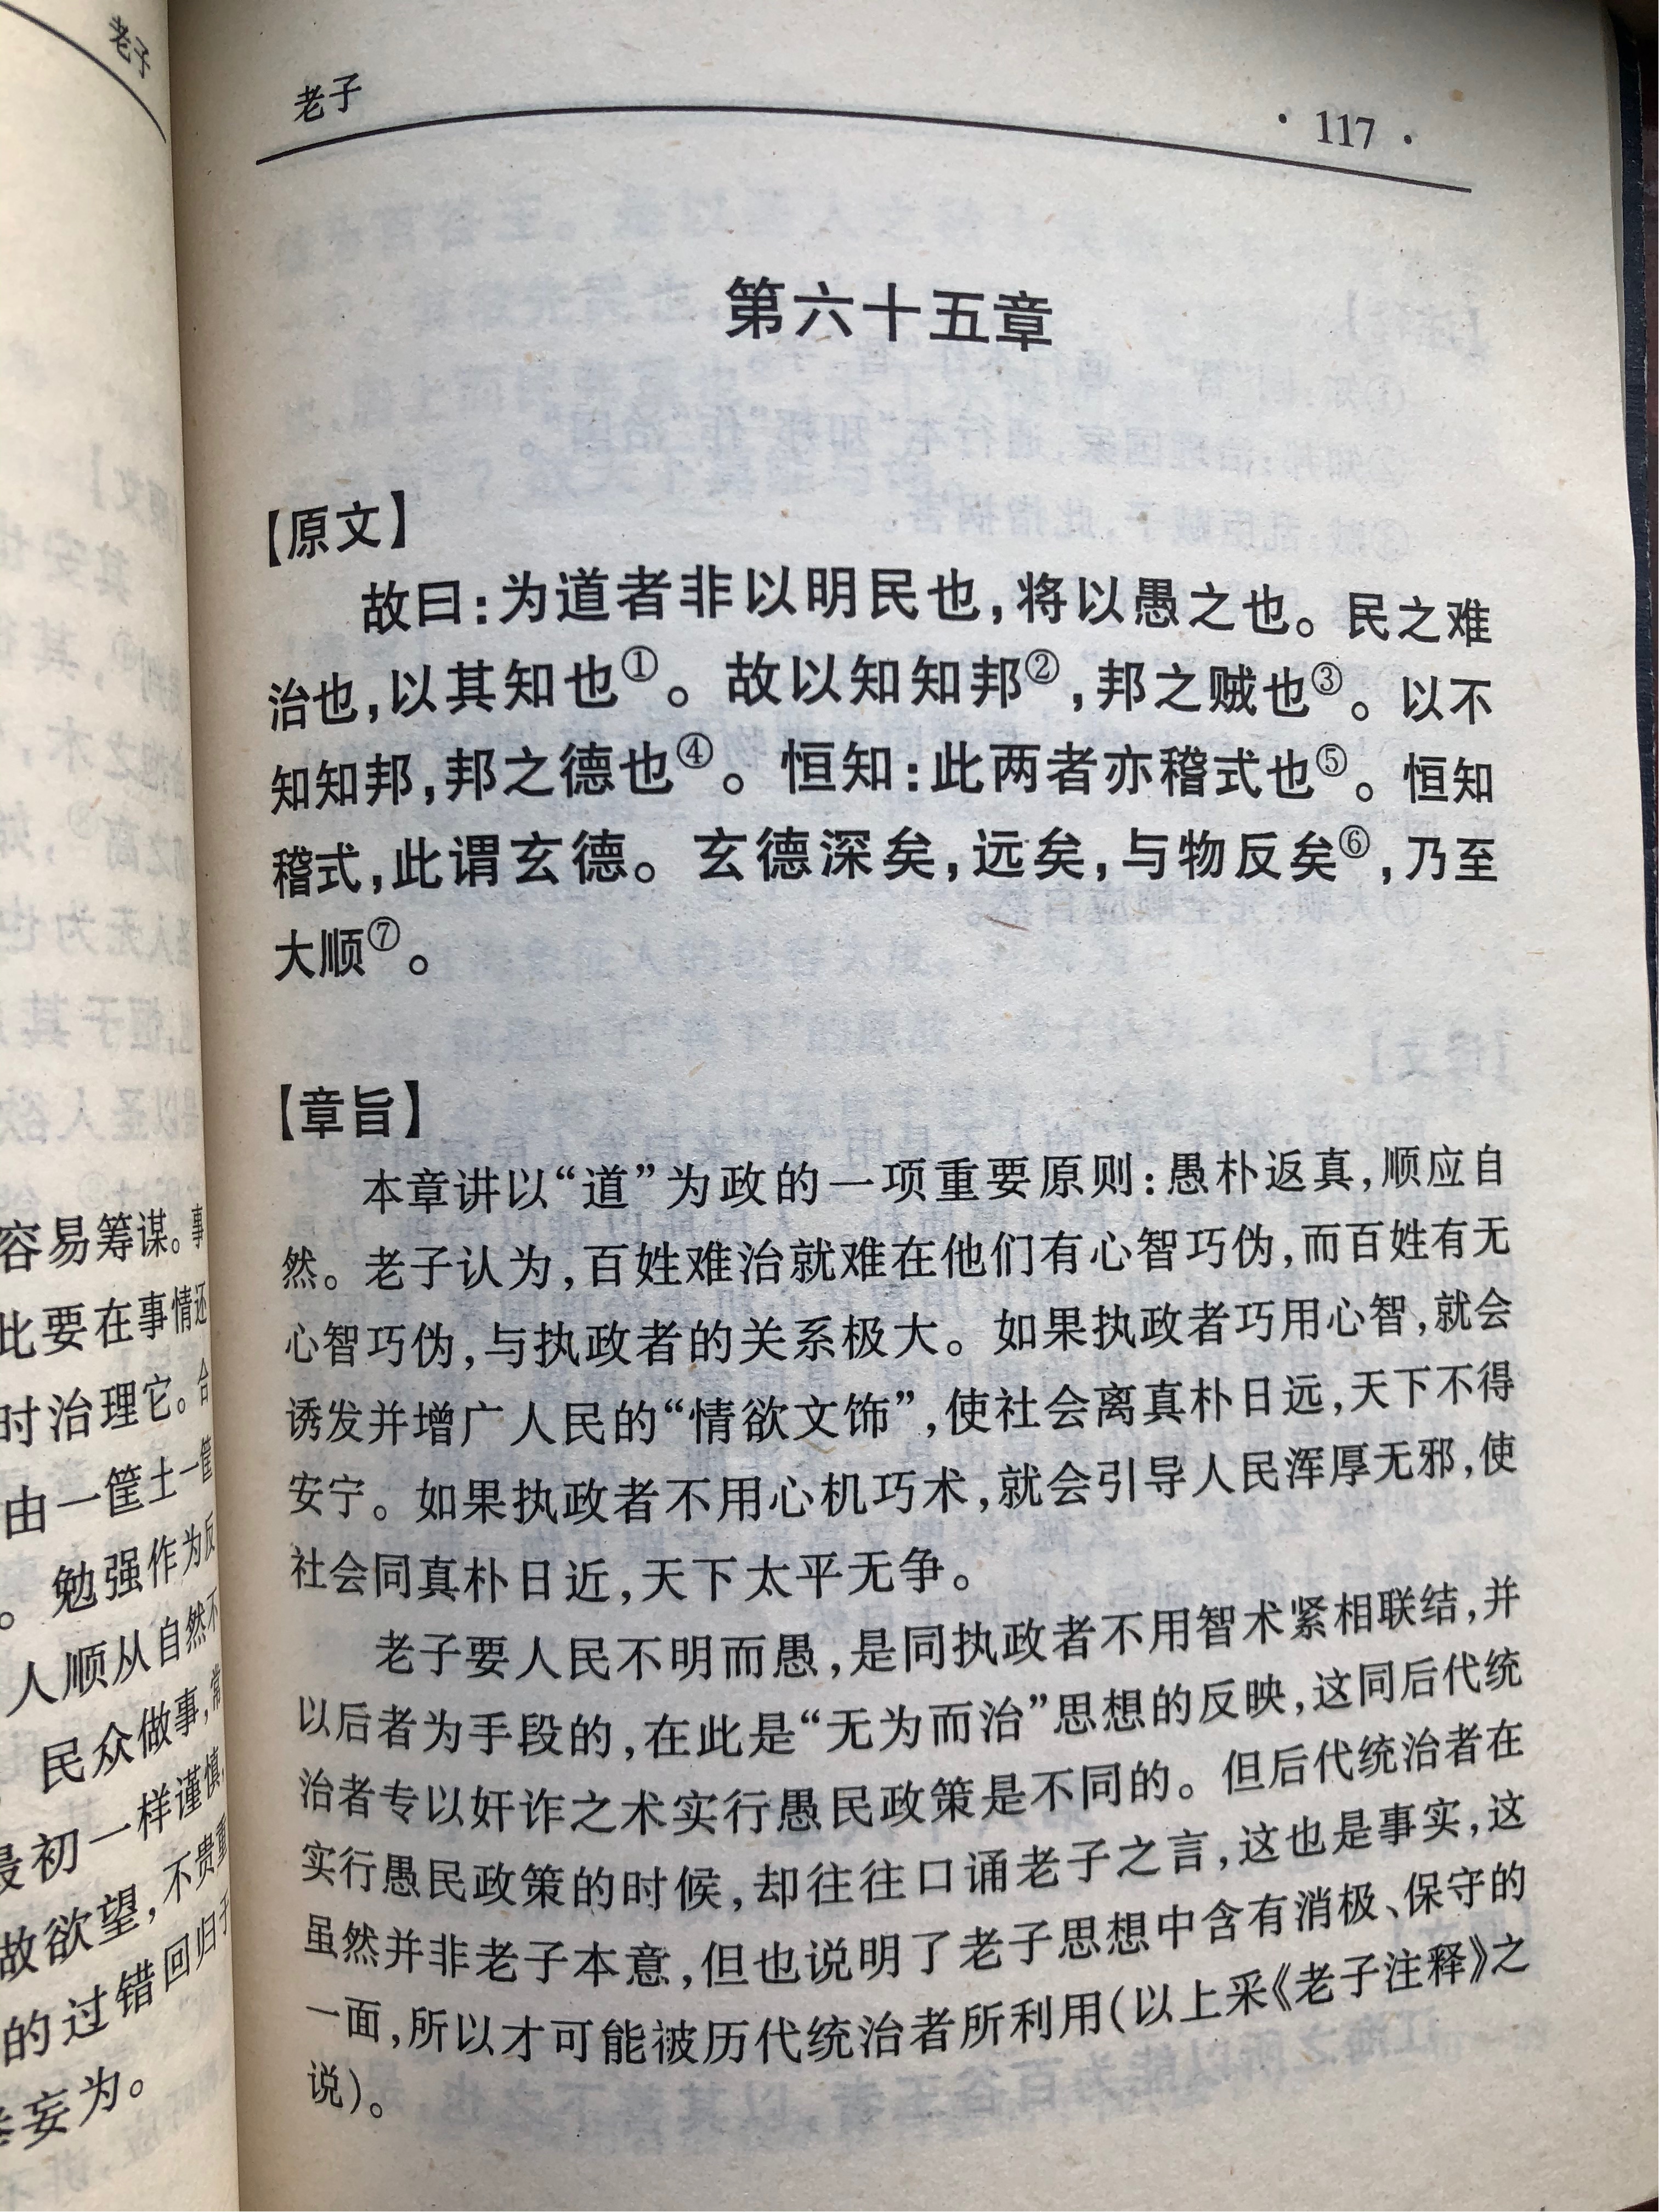 老子
容易筹谋。事
此要在事情还
时治理它。合
由一筐土一筐
。勉强作为反
人顺从自然不
民众做事,常
最初一样谨慎,
故欲望,不贵重
的过错回归于
妄为。
老子
·117·
第六十五章
【原文】
故曰:为道者非以明民也,将以愚之也。民之难
治也,以其知也①。故以知知邦②,邦之贼也③。以不
知知邦,邦之德也④。恒知:此两者亦稽式也⑤。恒知
稽式,此谓玄德。玄德深矣,远矣,与物反矣⑥,乃至
大顺⑦。
【章旨】
本章讲以“道”为政的一项重要原则:愚朴返真,顺应自
然。老子认为,百姓难治就难在他们有心智巧伪,而百姓有无
心智巧伪,与执政者的关系极大。如果执政者巧用心智,就会
诱发并增广人民的“情欲文饰”,使社会离真朴日远,天下不得
安宁。如果执政者不用心机巧术,就会引导人民浑厚无邪,使
社会同真朴日近,天下太平无争。
老子要人民不明而愚,是同执政者不用智术紧相联结,并
以后者为手段的,在此是“无为而治”思想的反映,这同后代统
治者专以奸诈之术实行愚民政策是不同的。但后代统治者在
实行愚民政策的时候,却往往口诵老子之言,这也是事实,这
虽然并非老子本意,但也说明了老子思想中含有消极、保守的
一面,所以才可能被历代统治者所利用(以上采《老子注释》之
说)。